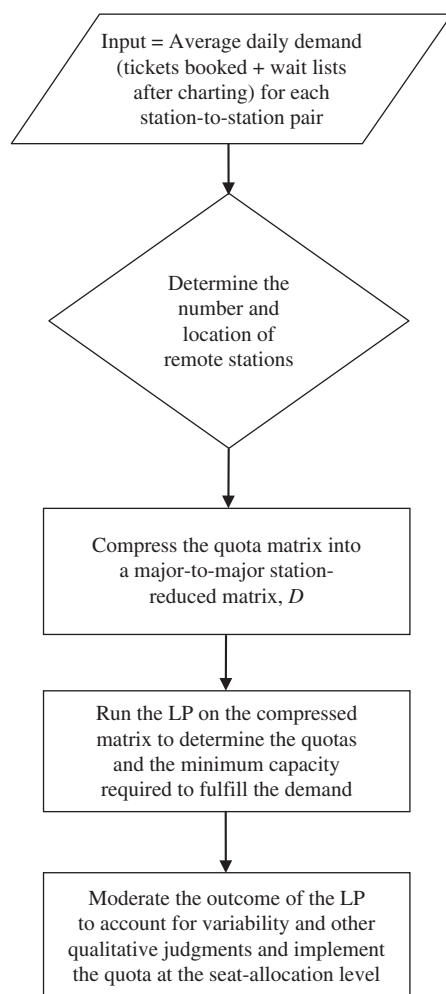 Input = Average daily demand
(tickets booked + wait lists
after charting) for each
station-to-station pair
Determine the
number and
location of
remote stations
Compress the quota matrix into
a major-to-major station-
reduced matrix, D
Run the LP on the compressed
matrix to determine the quotas
and the minimum capacity
required to fulfill the demand
Moderate the outcome of the LP
to account for variability and other
qualitative judgments and implement
the quota at the seat-allocation level